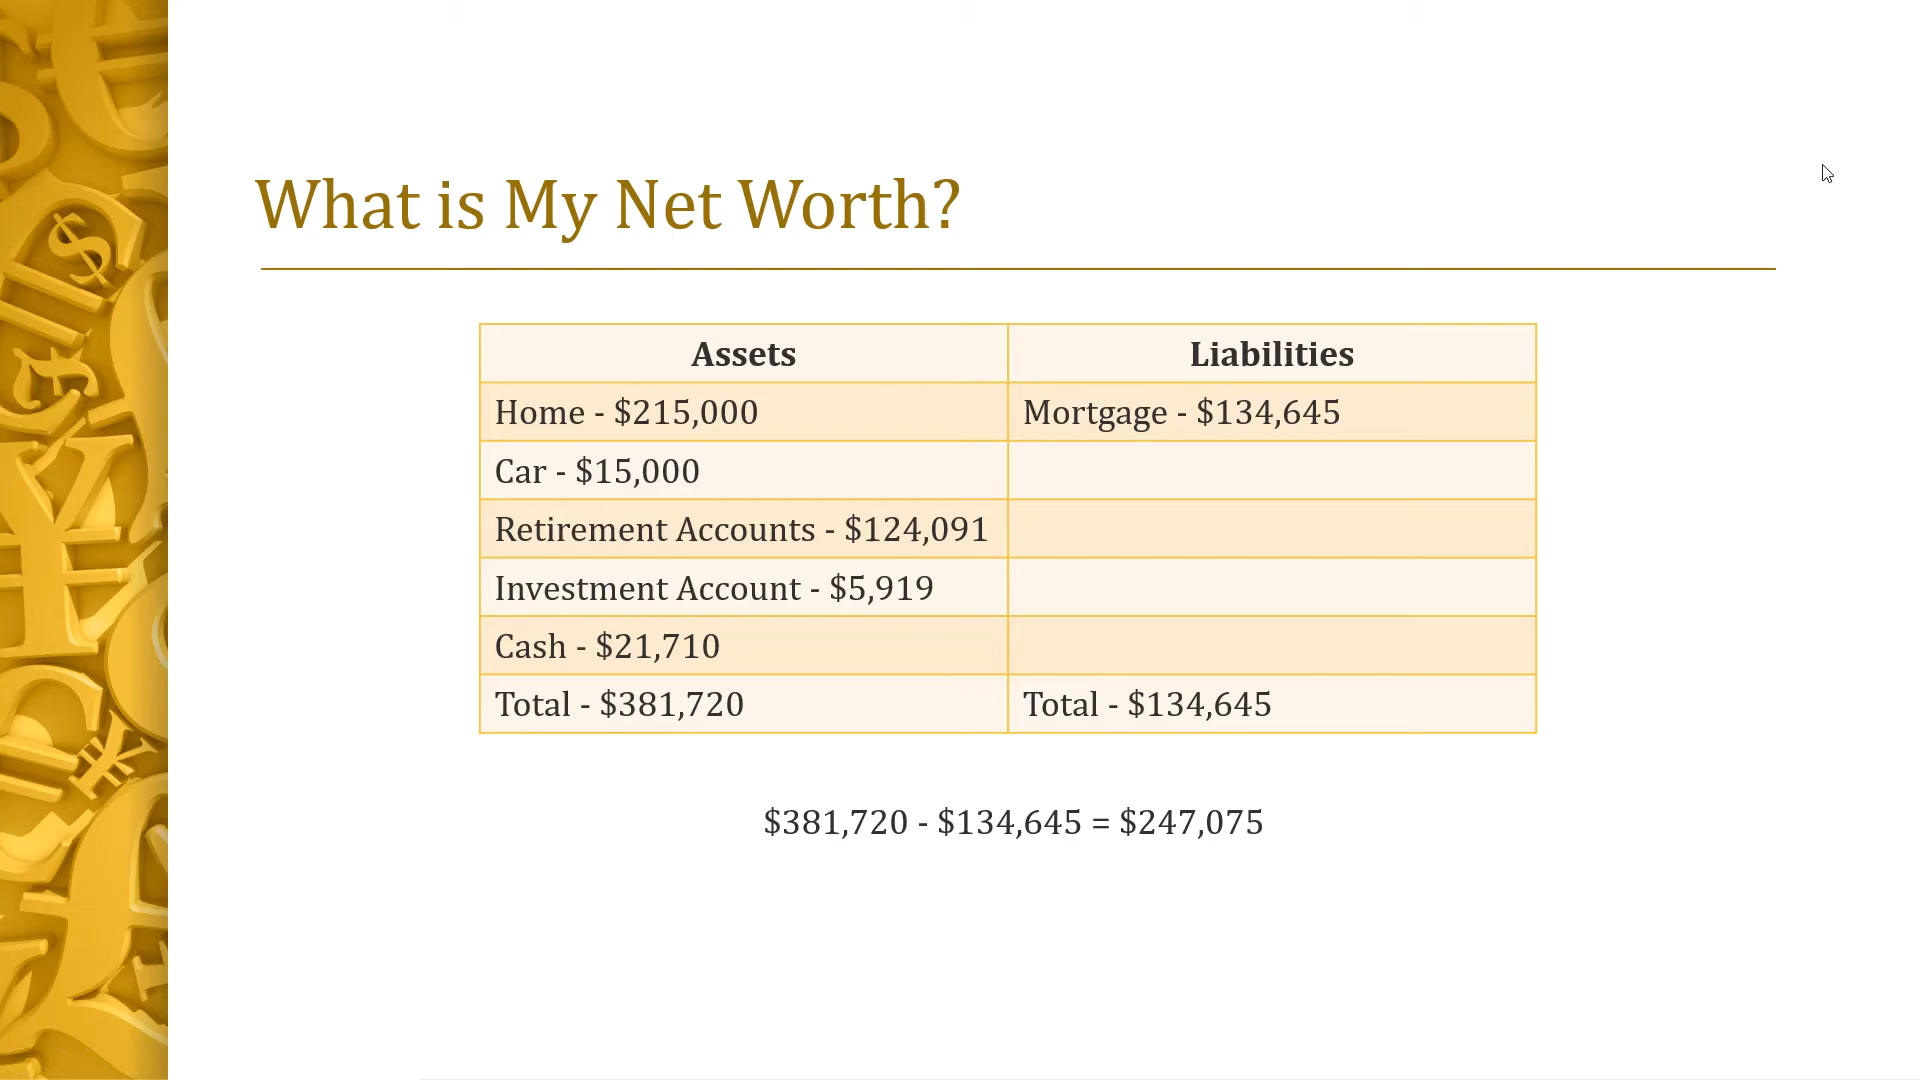 What is My Net Worth?
Assets Liabilities
Home - $215,000 Mortgage - $134,645
Car - $15,000
Retirement Accounts - $124,091
Investment Account - $5,919
Cash - $21,710
Total - $381,720 Total - $134,645
$381,720 - $134,645 = $247,075